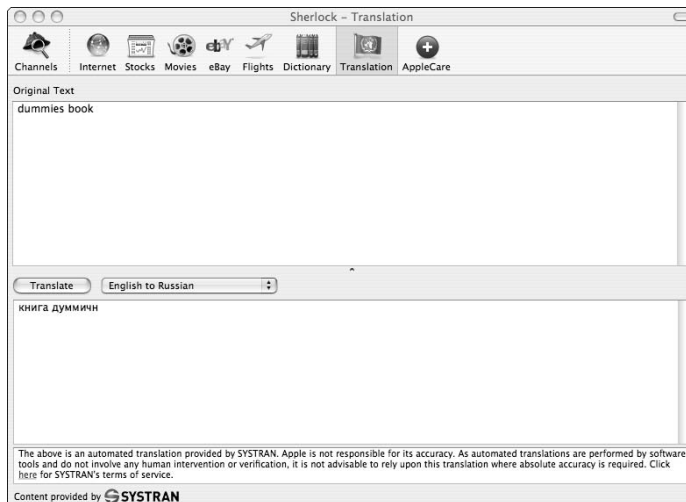 Sherlock – Translation
Channels Internet Stocks Movies eBay Flights Dictionary Translation AppleCare
Original Text
dummies book
Translate English to Russian
книга думмичн
The above is an automated translation provided by SYSTRAN. Apple is not responsible for its accuracy. As automated translations are performed by software
tools and do not involve any human intervention or verification, it is not advisable to rely upon this translation where absolute accuracy is required. Click
here for SYSTRAN's terms of service.
Content provided by SYSTRAN